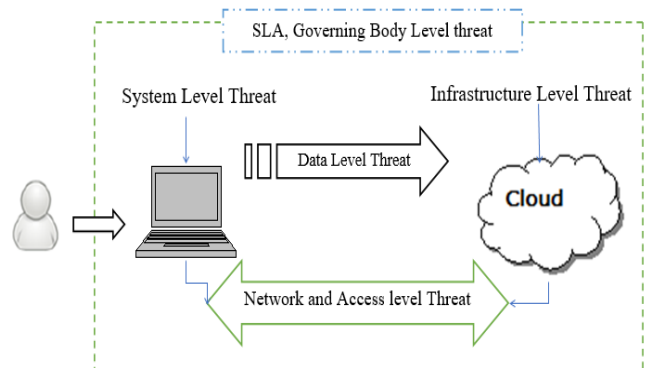 SLA, Governing Body Level threat
System Level Threat
Infrastructure Level Threat
Data Level Threat
Cloud
Network and Access level Threat